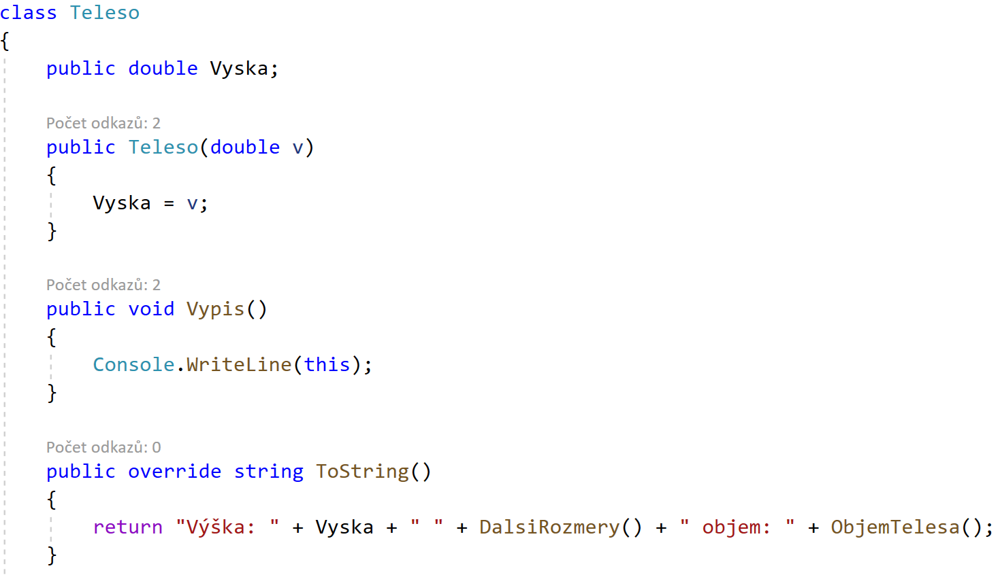 class Teleso
{
public double Vyska;
Počet odkazů: 2
public Teleso(double v)
{
Vyska = v;
}
Počet odkazů: 2
public void Vypis()
{
Console.WriteLine(this);
}
Počet odkazů: 0
public override string ToString()
{
return "Výška: " + Vyska + " " + DalsiRozmery() + " objem: " + ObjemTelesa();
}